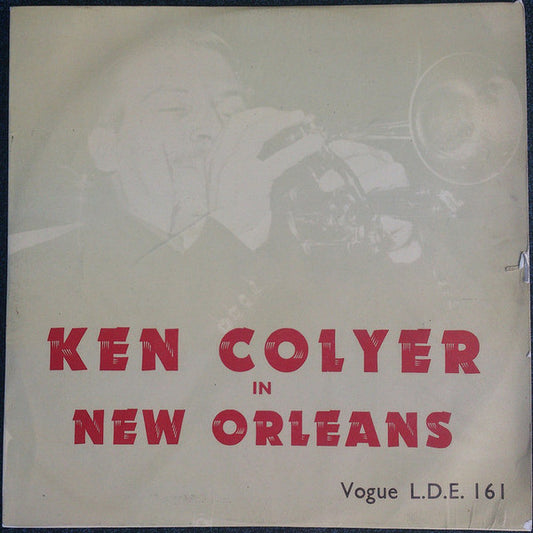 KEN COLYER
IN
NEW ORLEANS
Vogue L.D.E. 161